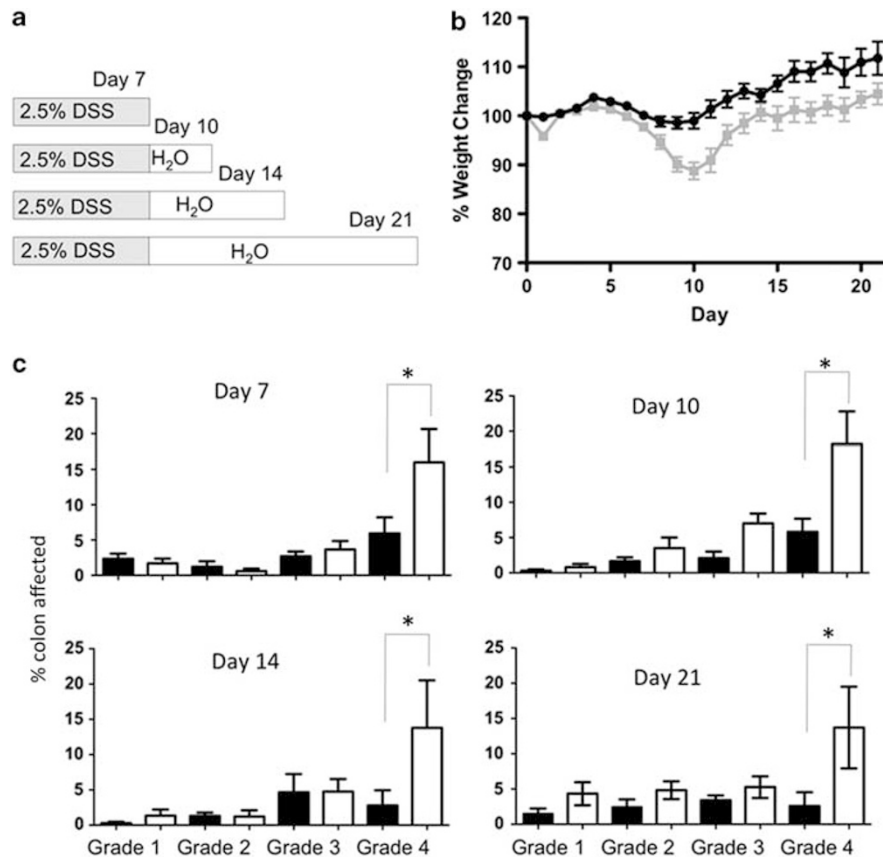 a
Day 7
2.5% DSS
Day 10
2.5% DSS H₂O
Day 14
2.5% DSS H₂O
Day 21
2.5% DSS H₂O
b
% Weight Change
120
110
100
90
80
70
0 5 10 15 20
Day
c
% colon affected
Day 7
*
25
20
15
10
5
0
Day 10
*
25
20
15
10
5
0
Day 14
*
25
20
15
10
5
0
Grade 1 Grade 2 Grade 3 Grade 4
Day 21
*
25
20
15
10
5
0
Grade 1 Grade 2 Grade 3 Grade 4